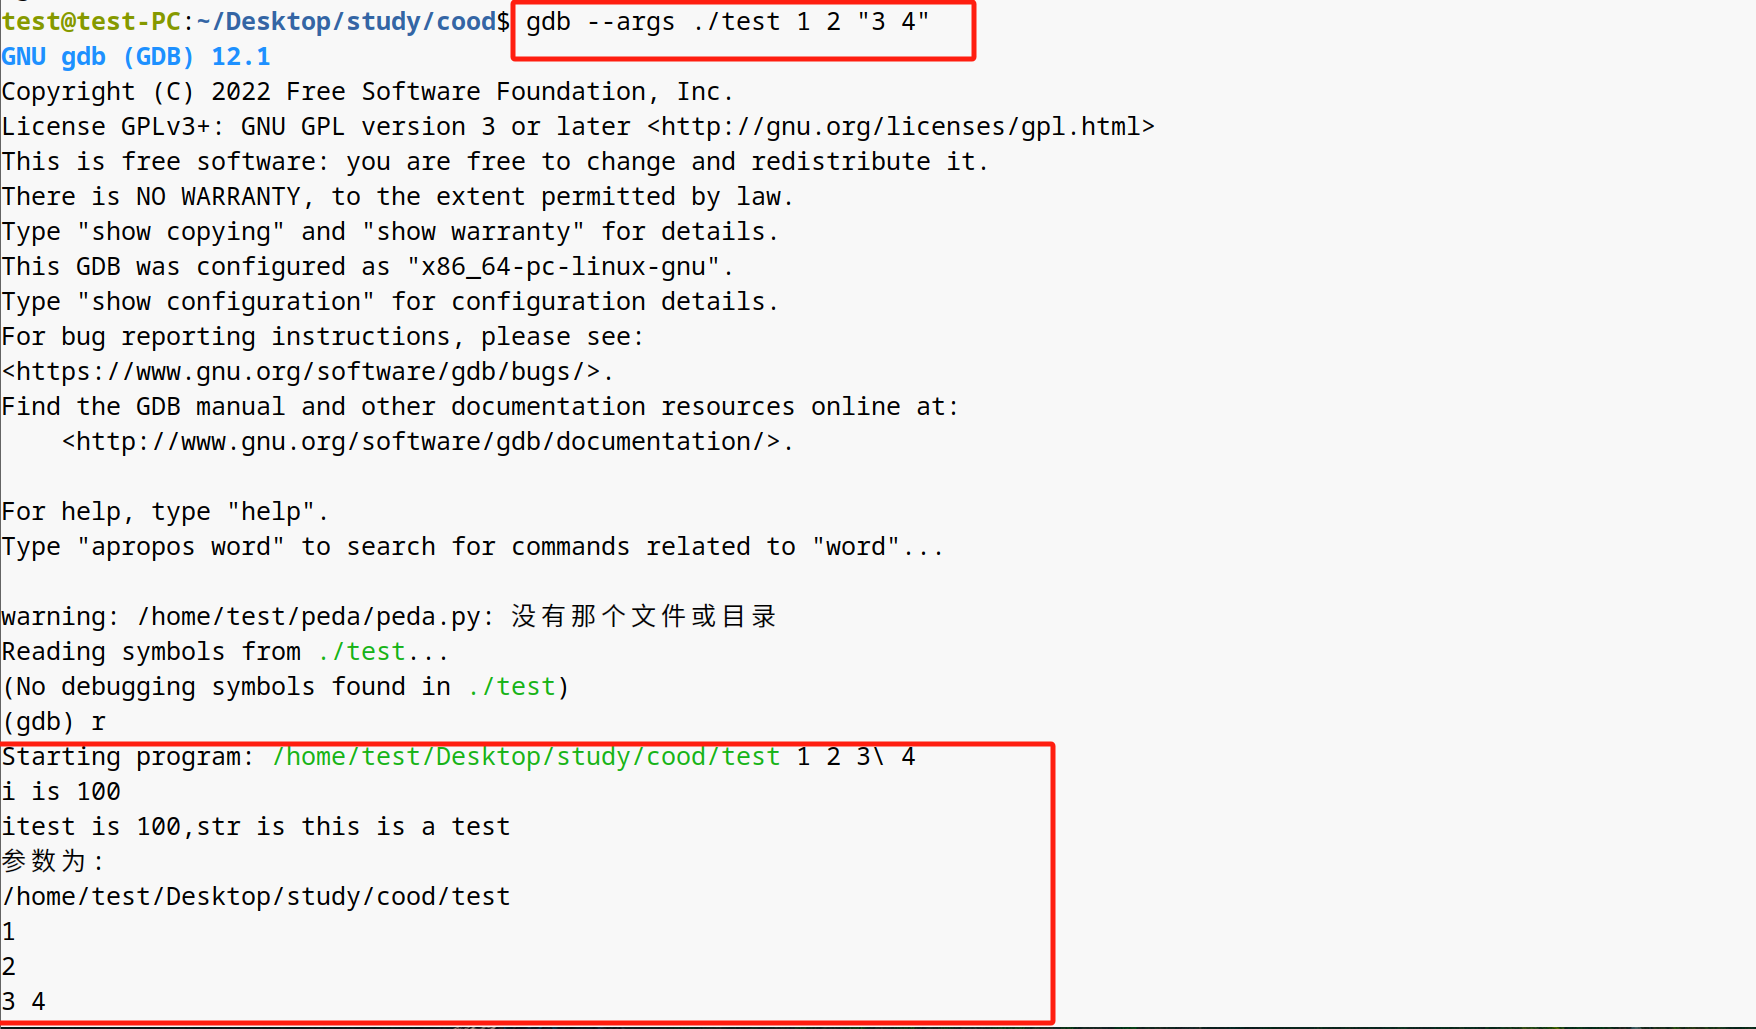 test@test-PC:~/Desktop/study/cood$ gdb --args ./test 1 2 "3 4"
GNU gdb (GDB) 12.1
Copyright (C) 2022 Free Software Foundation, Inc.
License GPLv3+: GNU GPL version 3 or later <http://gnu.org/licenses/gpl.html>
This is free software: you are free to change and redistribute it.
There is NO WARRANTY, to the extent permitted by law.
Type "show copying" and "show warranty" for details.
This GDB was configured as "x86_64-pc-linux-gnu".
Type "show configuration" for configuration details.
For bug reporting instructions, please see:
<https://www.gnu.org/software/gdb/bugs/>.
Find the GDB manual and other documentation resources online at:
    <http://www.gnu.org/software/gdb/documentation/>.

For help, type "help".
Type "apropos word" to search for commands related to "word"...

warning: /home/test/peda/peda.py: 没有那个文件或目录
Reading symbols from ./test...
(No debugging symbols found in ./test)
(gdb) r
Starting program: /home/test/Desktop/study/cood/test 1 2 3\ 4
i is 100
itest is 100,str is this is a test
参数为:
/home/test/Desktop/study/cood/test
1
2
3 4